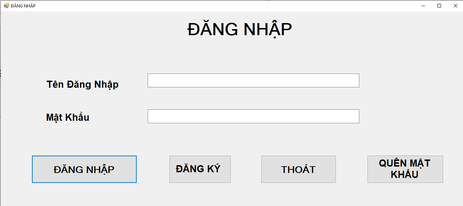 ĐĂNG NHẬP
ĐĂNG NHẬP
Tên Đăng Nhập
Mật Khẩu
ĐĂNG NHẬP
ĐĂNG KÝ
THOÁT
QUÊN MẬT
KHẨU